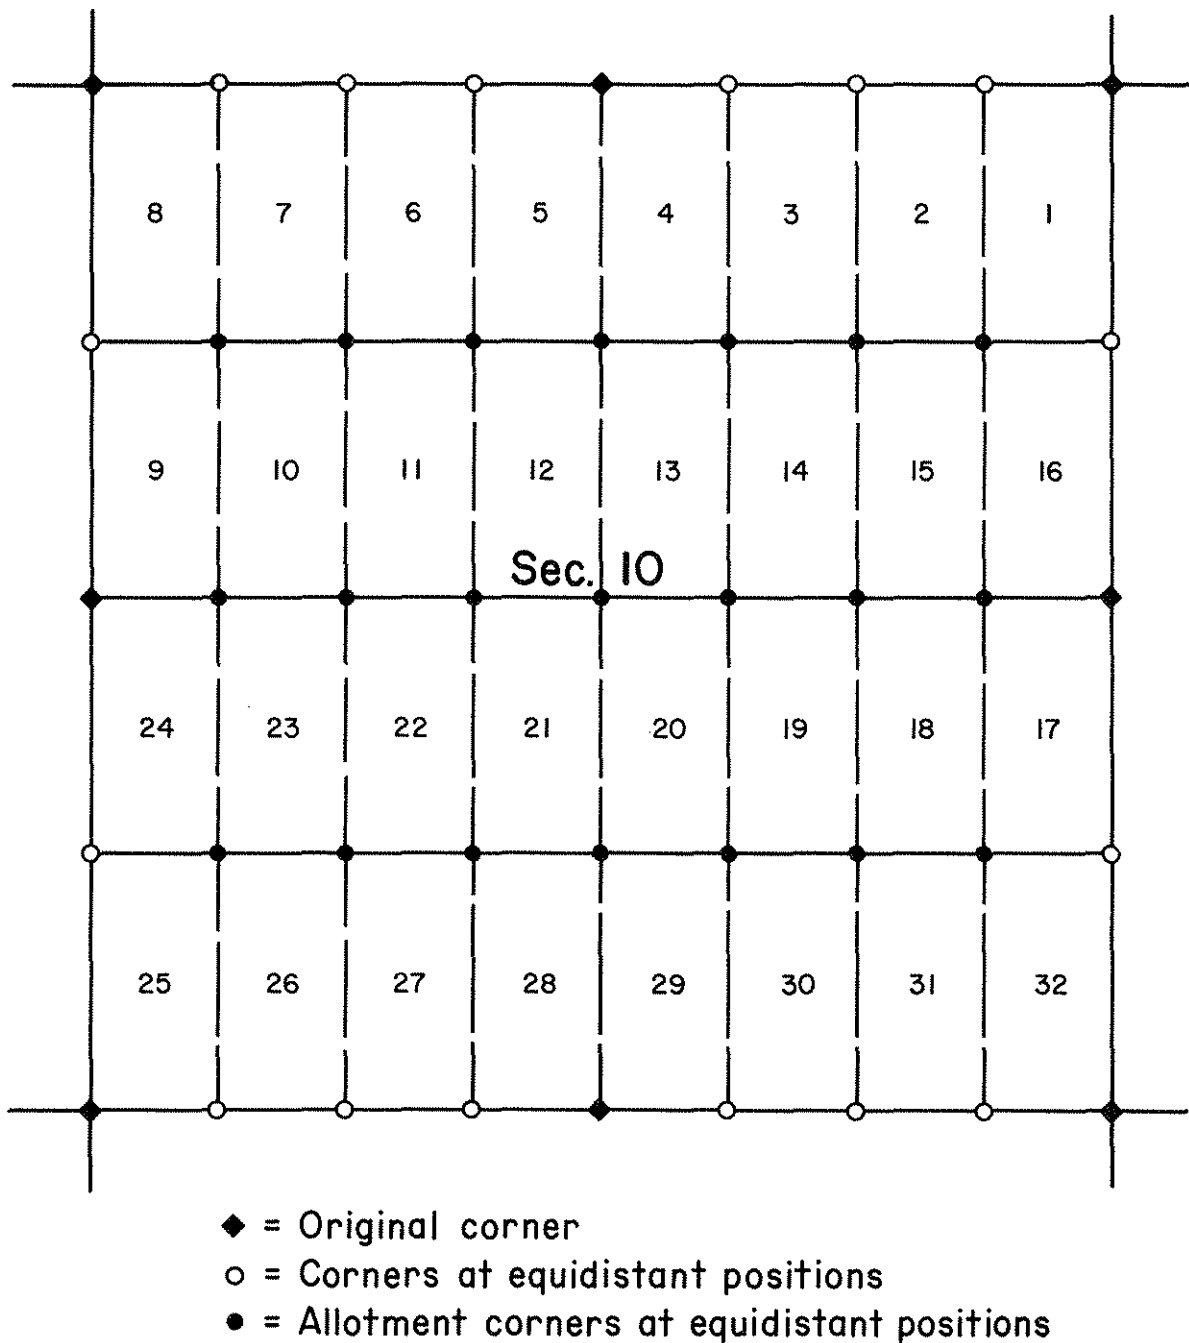 8 7 6 5 4 3 2 1
9 10 11 12 13 14 15 16
Sec. 10
24 23 22 21 20 19 18 17
25 26 27 28 29 30 31 32
◆ = Original corner
○ = Corners at equidistant positions
● = Allotment corners at equidistant positions